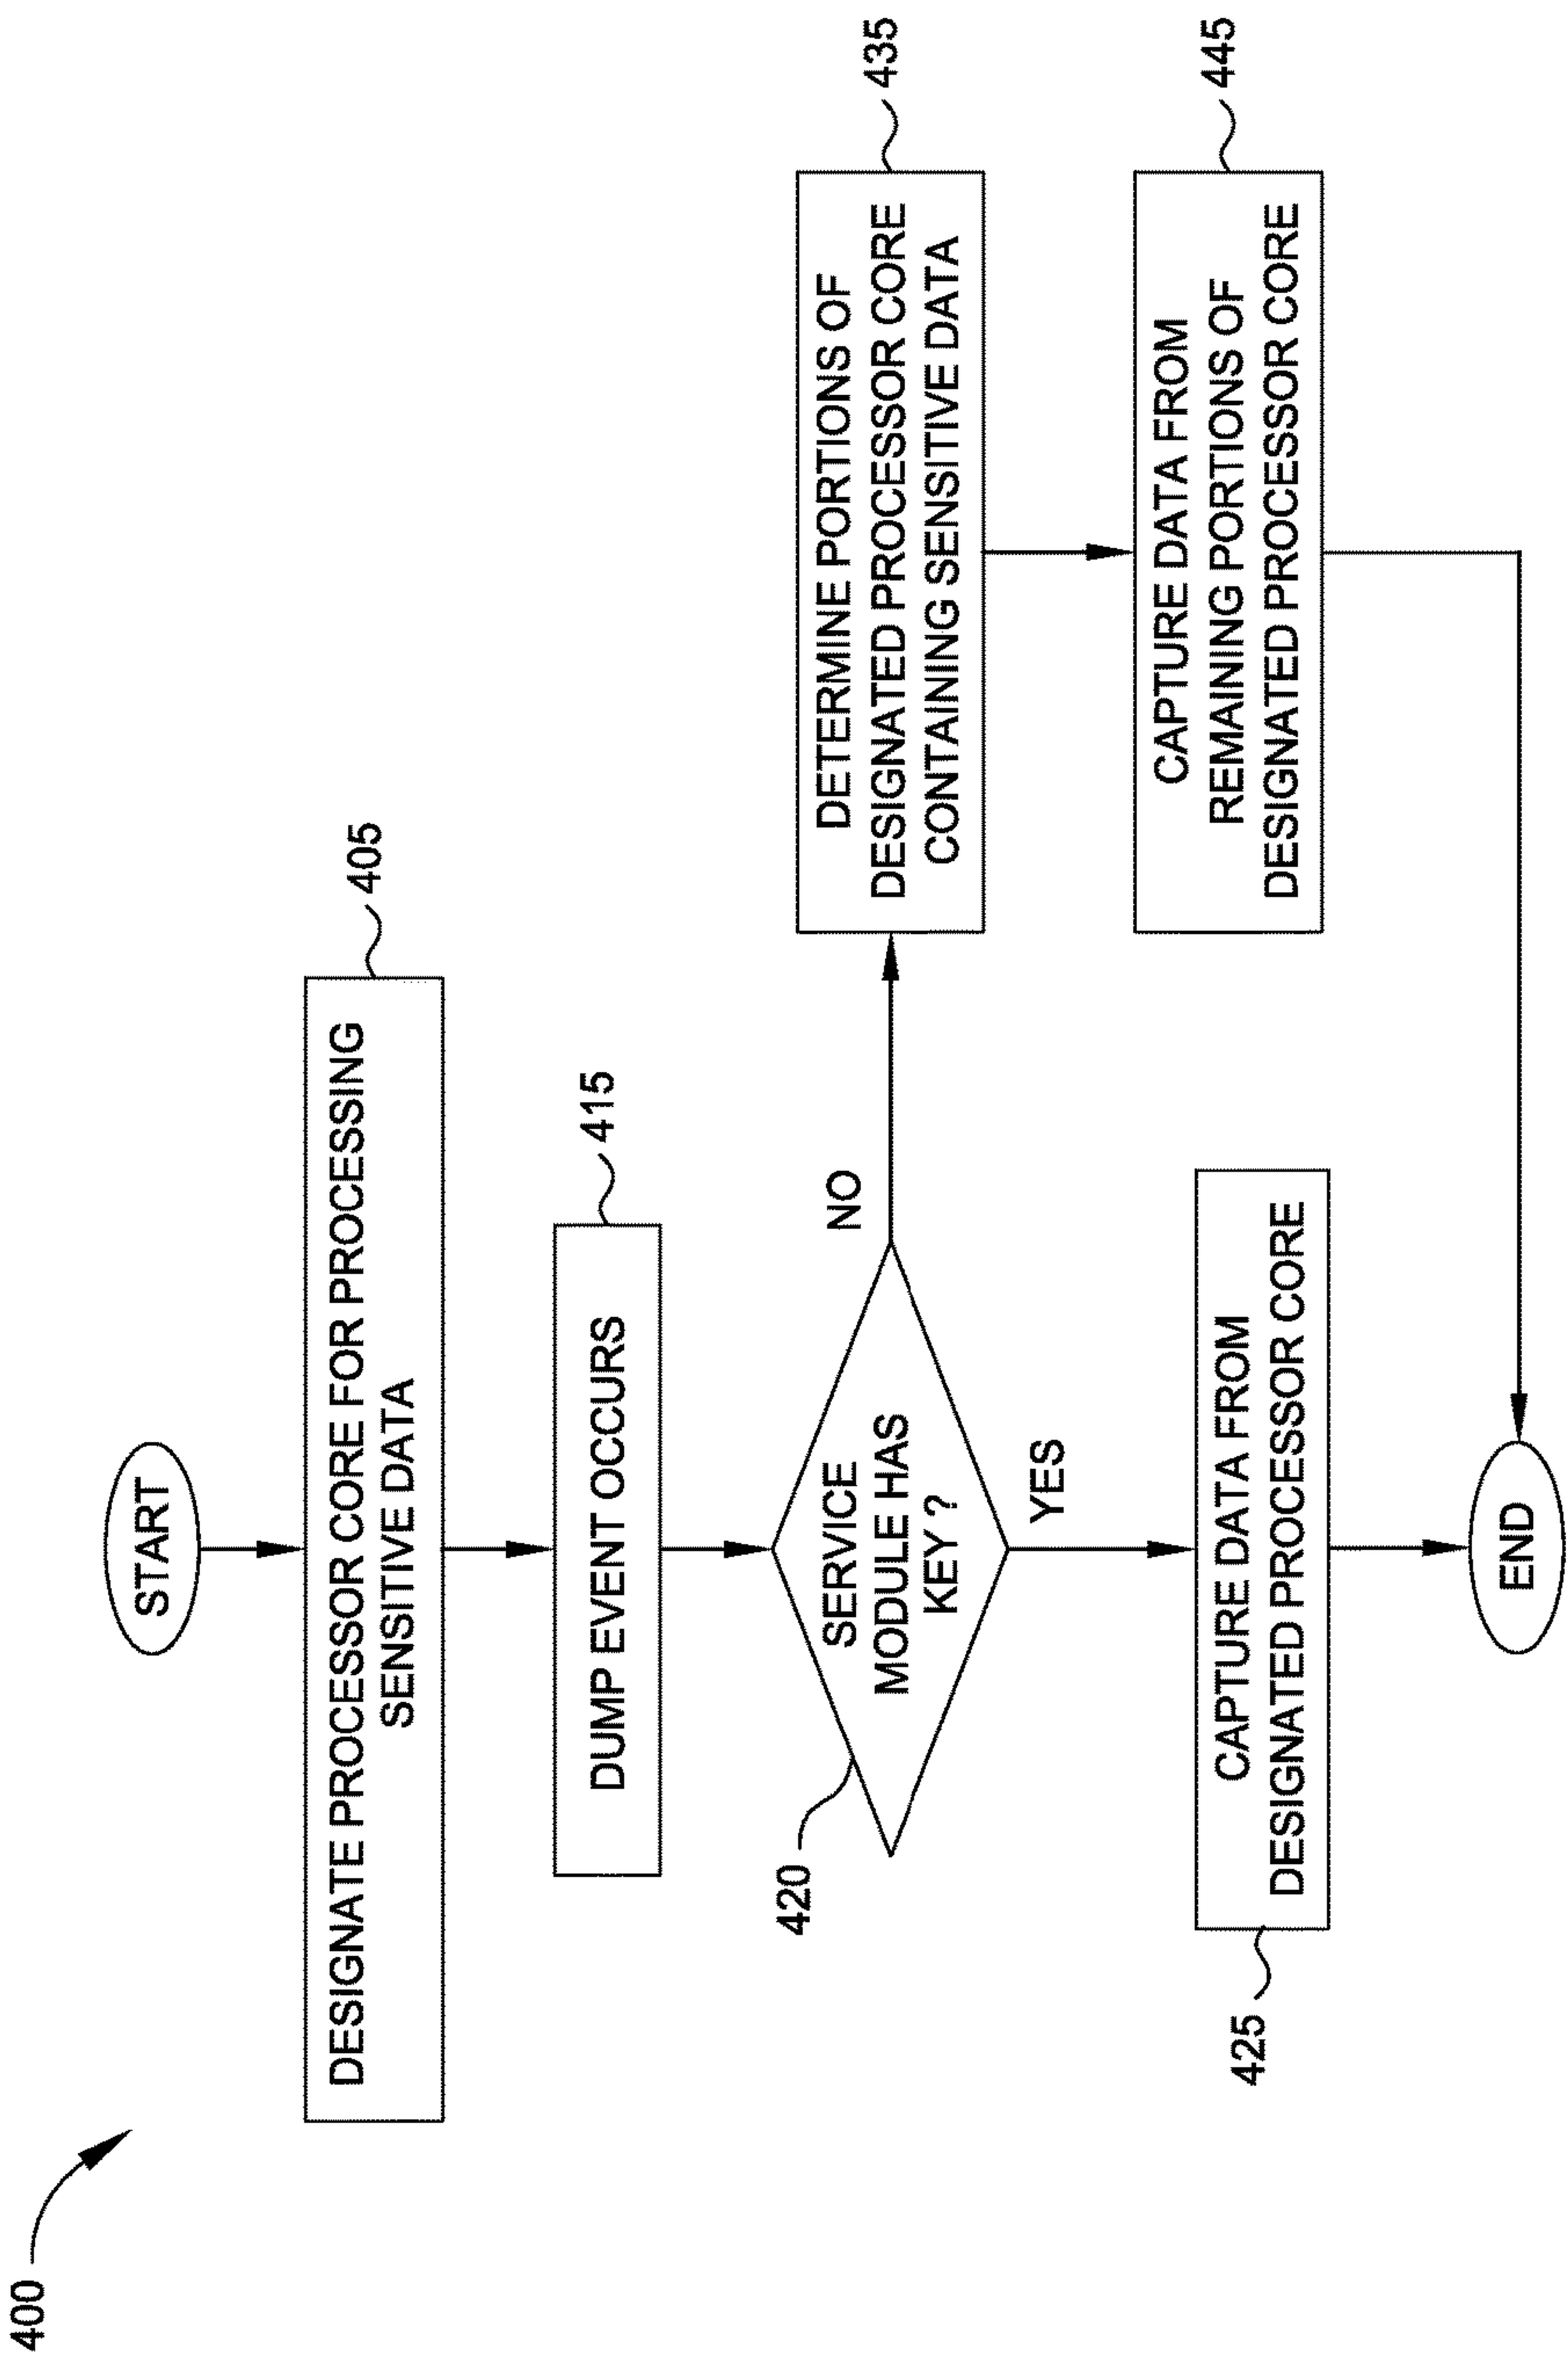 400
START
405
DESIGNATE PROCESSOR CORE FOR PROCESSING
SENSITIVE DATA
415
DUMP EVENT OCCURS
420
SERVICE
MODULE HAS
KEY ?
NO
YES
435
DETERMINE PORTIONS OF
DESIGNATED PROCESSOR CORE
CONTAINING SENSITIVE DATA
445
CAPTURE DATA FROM
REMAINING PORTIONS OF
DESIGNATED PROCESSOR CORE
425
CAPTURE DATA FROM
DESIGNATED PROCESSOR CORE
END